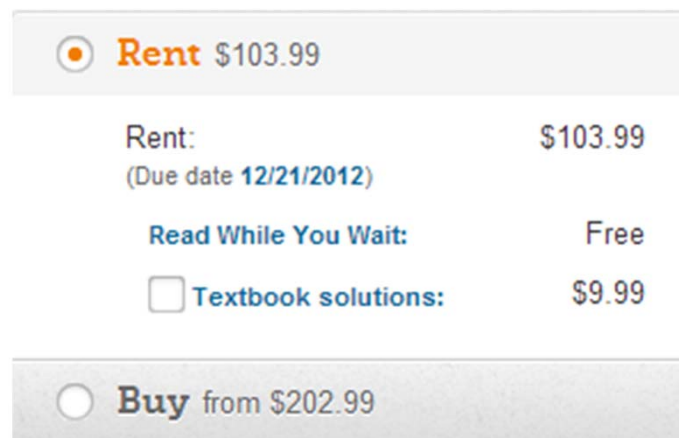 Rent $103.99
Rent: $103.99
(Due date 12/21/2012)
Read While You Wait: Free
Textbook solutions: $9.99
Buy from $202.99